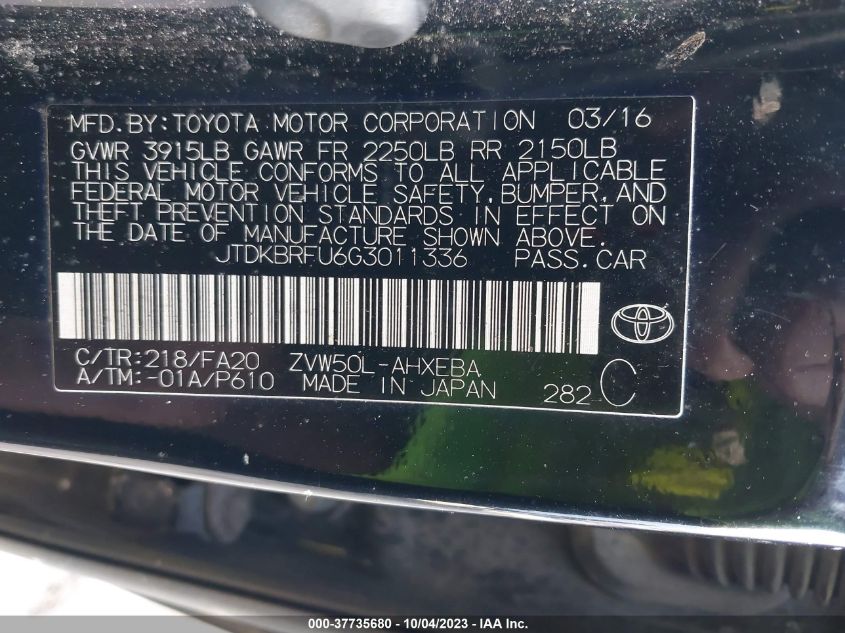 MFD.BY:TOYOTA MOTOR CORPORATION 03/16
GVWR 3915LB GAWR FR 2250LB RR 2150LB
THIS VEHICLE CONFORMS TO ALL APPLICABLE
FEDERAL MOTOR VEHICLE SAFETY,BUMPER,AND
THEFT PREVENTION STANDARDS IN EFFECT ON
THE DATE OF MANUFACTURE SHOWN ABOVE.
JTDKBRFU6G3011336 PASS.CAR
C/TR:218/FA20 ZVW50L-AHXEBA
A/TM:-01A/P610 MADE IN JAPAN 282 C
000-37735680 - 10/04/2023 - IAA Inc.